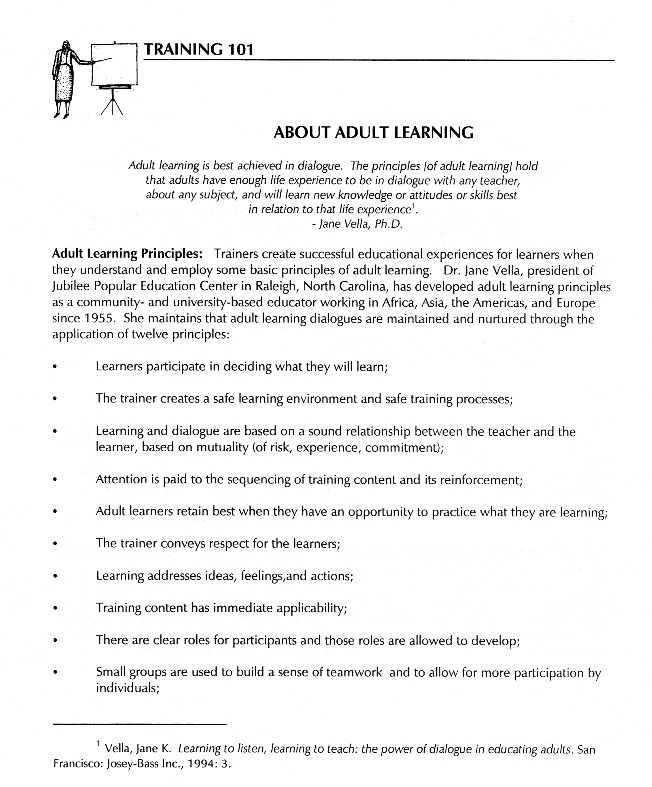 TRAINING 101
ABOUT ADULT LEARNING
Adult learning is best achieved in dialogue. The principles [of adult learning] hold
that adults have enough life experience to be in dialogue with any teacher,
about any subject, and will learn new knowledge or attitudes or skills best
in relation to that life experience¹.
- Jane Vella, Ph.D.
Adult Learning Principles: Trainers create successful educational experiences for learners when
they understand and employ some basic principles of adult learning. Dr. Jane Vella, president of
Jubilee Popular Education Center in Raleigh, North Carolina, has developed adult learning principles
as a community- and university-based educator working in Africa, Asia, the Americas, and Europe
since 1955. She maintains that adult learning dialogues are maintained and nurtured through the
application of twelve principles:
• Learners participate in deciding what they will learn;
• The trainer creates a safe learning environment and safe training processes;
• Learning and dialogue are based on a sound relationship between the teacher and the
learner, based on mutuality (of risk, experience, commitment);
• Attention is paid to the sequencing of training content and its reinforcement;
• Adult learners retain best when they have an opportunity to practice what they are learning;
• The trainer conveys respect for the learners;
• Learning addresses ideas, feelings,and actions;
• Training content has immediate applicability;
• There are clear roles for participants and those roles are allowed to develop;
• Small groups are used to build a sense of teamwork and to allow for more participation by
individuals;
¹ Vella, Jane K. Learning to listen, learning to teach: the power of dialogue in educating adults. San
Francisco: Josey-Bass Inc., 1994: 3.